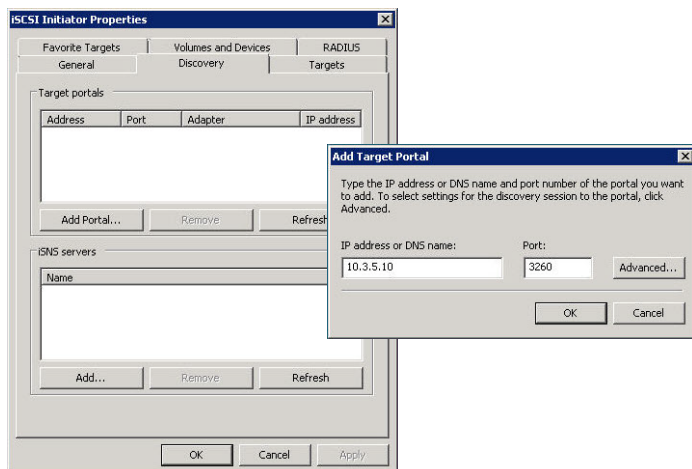 iSCSI Initiator Properties
Favorite Targets
Volumes and Devices
RADIUS
General
Discovery
Targets
Target portals
Address
Port
Adapter
IP address
Add Portal...
Remove
Refresh
iSNS servers
Name
Add...
Remove
Refresh
OK
Cancel
Apply
Add Target Portal
Type the IP address or DNS name and port number of the portal you want
to add. To select settings for the discovery session to the portal, click
Advanced.
IP address or DNS name:
Port:
10.3.5.10
3260
Advanced...
OK
Cancel